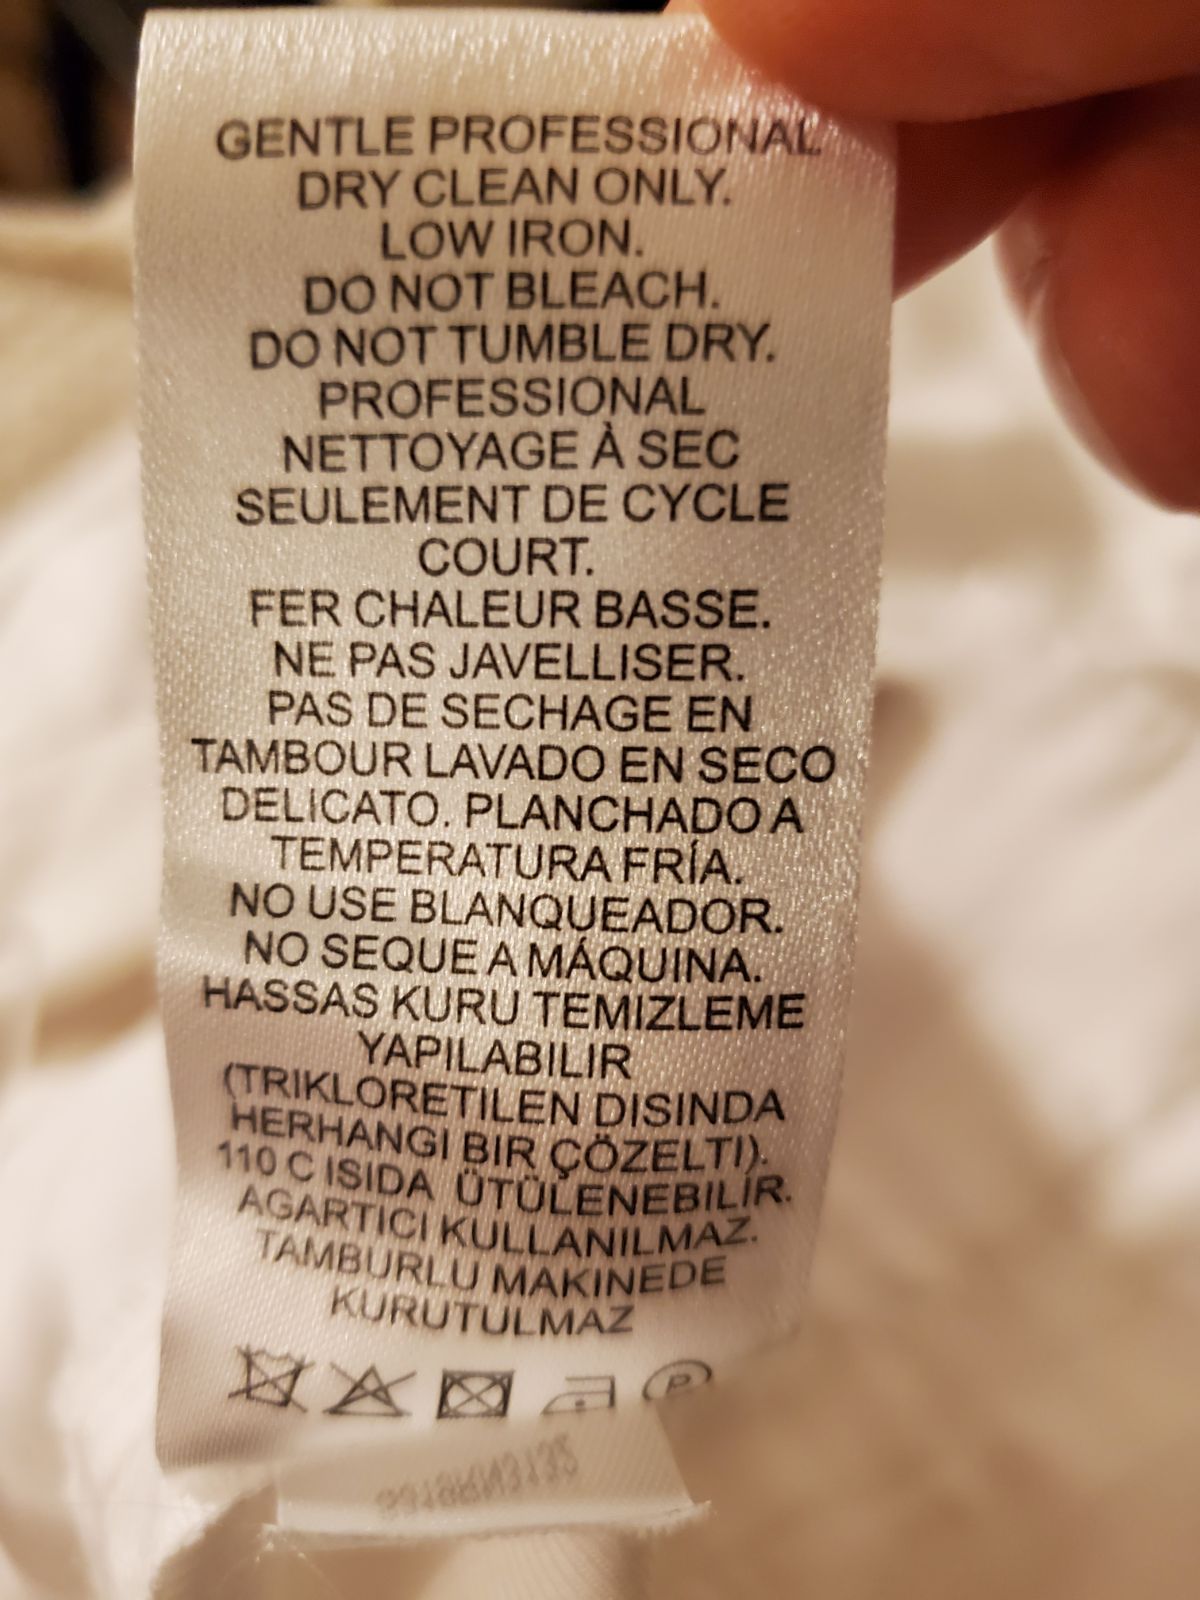 GENTLE PROFESSIONAL
DRY CLEAN ONLY.
LOW IRON.
DO NOT BLEACH.
DO NOT TUMBLE DRY.
PROFESSIONAL
NETTOYAGE À SEC
SEULEMENT DE CYCLE
COURT.
FER CHALEUR BASSE.
NE PAS JAVELLISER.
PAS DE SECHAGE EN
TAMBOUR LAVADO EN SECO
DELICATO. PLANCHADO A
TEMPERATURA FRÍA.
NO USE BLANQUEADOR.
NO SEQUE A MÁQUINA.
HASSAS KURU TEMIZLEME
YAPILABILIR
(TRIKLORETILEN DISINDA
HERHANGI BIR ÇÖZELTI).
110 C ISIDA ÜTÜLENEBILIR.
AGARTICI KULLANILMAZ.
TAMBURLU MAKINEDE
KURUTULMAZ
P